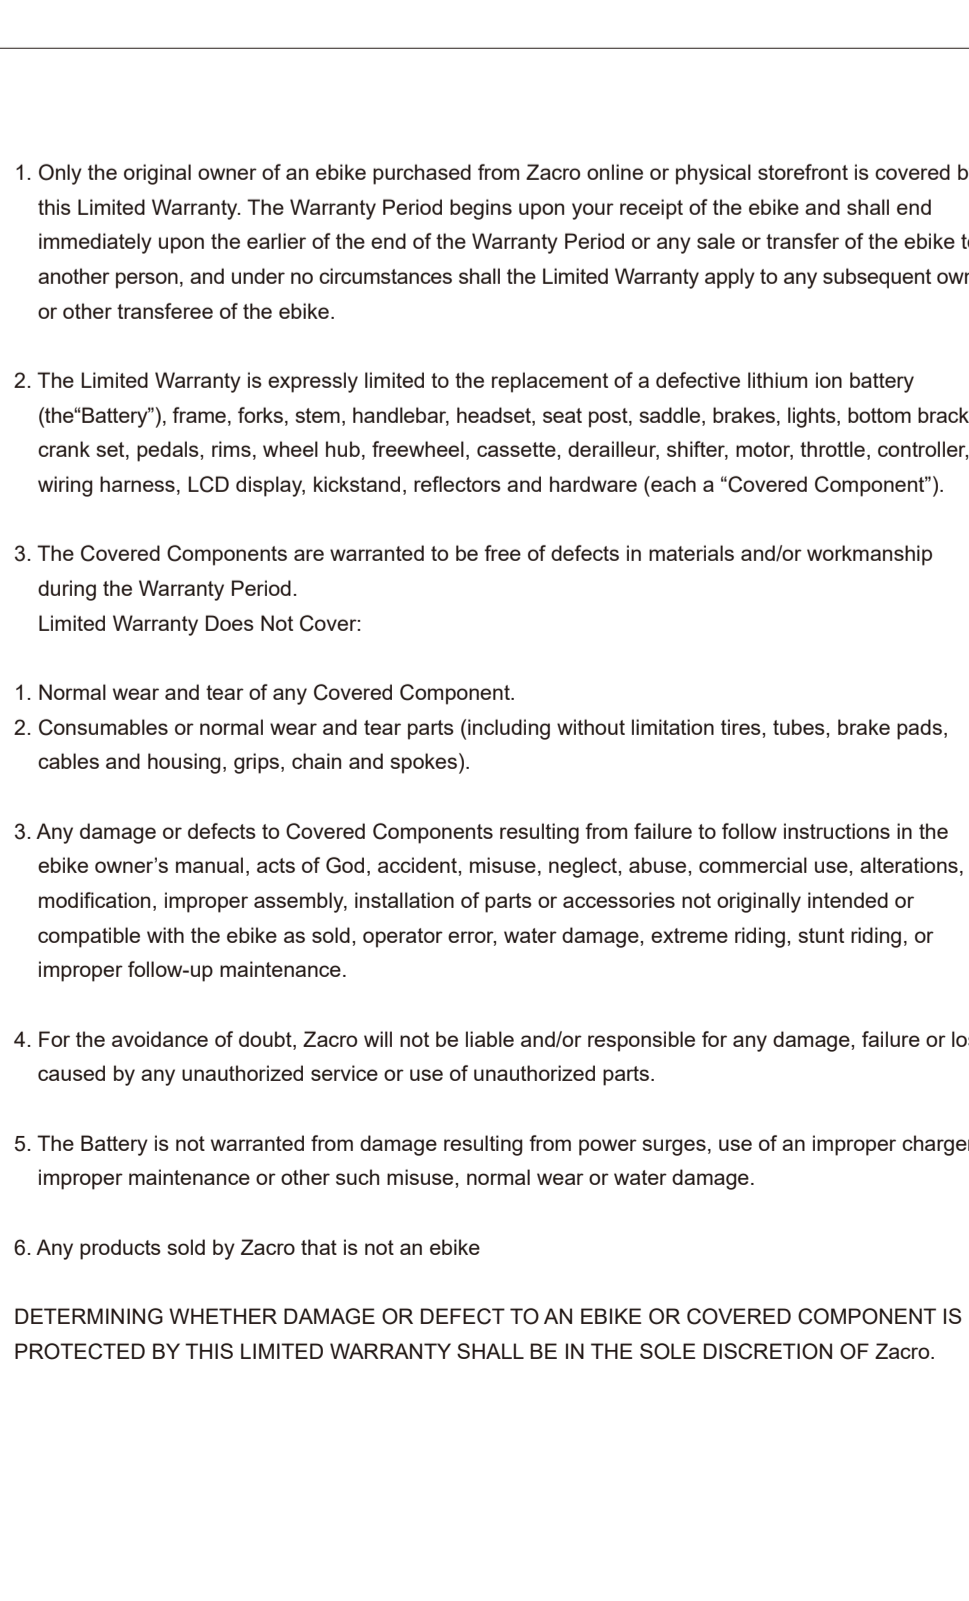 1. Only the original owner of an ebike purchased from Zacro online or physical storefront is covered b
this Limited Warranty. The Warranty Period begins upon your receipt of the ebike and shall end
immediately upon the earlier of the end of the Warranty Period or any sale or transfer of the ebike t
another person, and under no circumstances shall the Limited Warranty apply to any subsequent
or other transferee of the ebike.
2. The Limited Warranty is expressly limited to the replacement of a defective lithium ion battery
(the“Battery”), frame, forks, stem, handlebar, headset, seat post, saddle, brakes, lights, bottom brack
crank set, pedals, rims, wheel hub, freewheel, cassette, derailleur, shifter, motor, throttle, controller,
wiring harness, LCD display, kickstand, reflectors and hardware (each a “Covered Component”).
3. The Covered Components are warranted to be free of defects in materials and/or workmanship
during the Warranty Period.
Limited Warranty Does Not Cover:
1. Normal wear and tear of any Covered Component.
2. Consumables or normal wear and tear parts (including without limitation tires, tubes, brake pads,
cables and housing, grips, chain and spokes).
3. Any damage or defects to Covered Components resulting from failure to follow instructions in the
ebike owner’s manual, acts of God, accident, misuse, neglect, abuse, commercial use, alterations,
modification, improper assembly, installation of parts or accessories not originally intended or
compatible with the ebike as sold, operator error, water damage, extreme riding, stunt riding, or
improper follow-up maintenance.
4. For the avoidance of doubt, Zacro will not be liable and/or responsible for any damage, failure or lo
caused by any unauthorized service or use of unauthorized parts.
5. The Battery is not warranted from damage resulting from power surges, use of an improper charger
improper maintenance or other such misuse, normal wear or water damage.
6. Any products sold by Zacro that is not an ebike
DETERMINING WHETHER DAMAGE OR DEFECT TO AN EBIKE OR COVERED COMPONENT IS
PROTECTED BY THIS LIMITED WARRANTY SHALL BE IN THE SOLE DISCRETION OF Zacro.